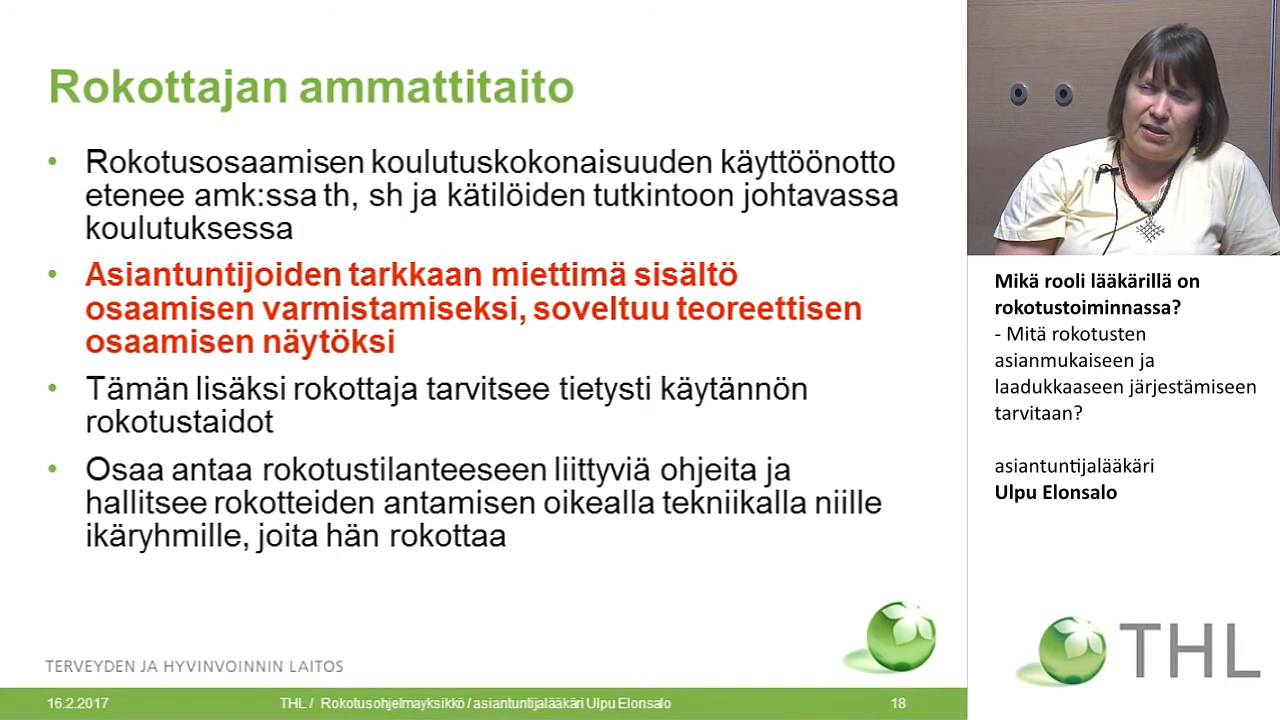 Rokottajan ammattitaito
• Rokotusosaamisen koulutuskokonaisuuden käyttöönotto
etenee amk:ssa th, sh ja kätilöiden tutkintoon johtavassa
koulutuksessa
• Asiantuntijoiden tarkkaan miettimä sisältö
osaamisen varmistamiseksi, soveltuu teoreettisen
osaamisen näytöksi
• Tämän lisäksi rokottaja tarvitsee tietysti käytännön
rokotustaidot
• Osaa antaa rokotustilanteeseen liittyviä ohjeita ja
hallitsee rokotteiden antamisen oikealla tekniikalla niille
ikäryhmille, joita hän rokottaa
TERVEYDEN JA HYVINVOINNIN LAITOS
16.2.2017 THL / Rokotusohjelmayksikkö / asiantuntijalääkäri Ulpu Elonsalo 18
Mikä rooli lääkärillä on
rokotustoiminnassa?
- Mitä rokotusten
asianmukaiseen ja
laadukkaaseen järjestämiseen
tarvitaan?
asiantuntijalääkäri
Ulpu Elonsalo
THL